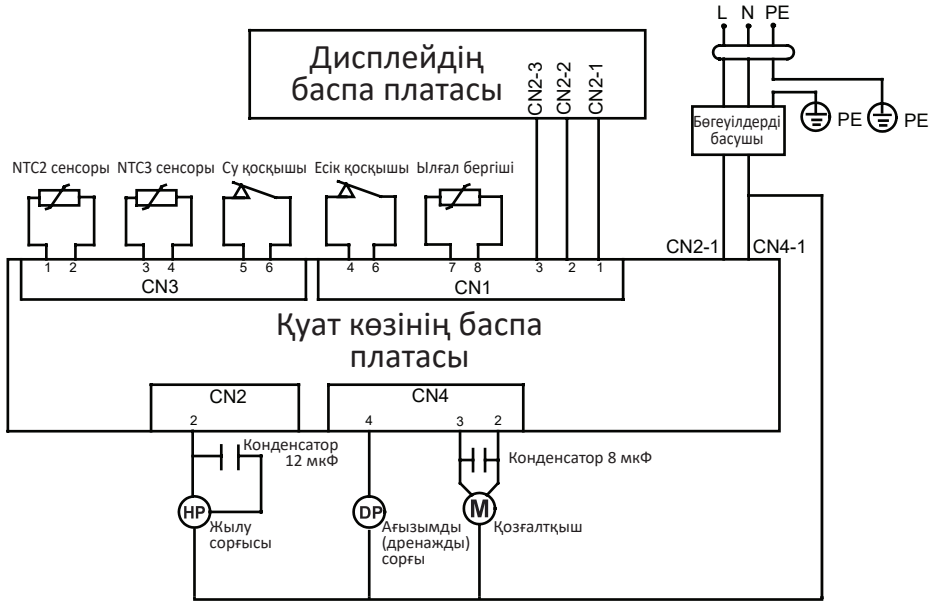 L N PE
Дисплейдің
баспа платасы
CN2-3
CN2-2
CN2-1
Бөгеуілдерді
басушы
PE
PE
NTC2 сенсоры
NTC3 сенсоры
Су қосқышы
Есік қосқышы
Ылғал бергіші
CN2-1
CN4-1
1 2 3 4 5 6
4 6 7 8 3 2 1
CN3
CN1
Қуат көзінің баспа
платасы
CN2
CN4
2
4
3
2
Конденсатор
12 мкФ
Конденсатор 8 мкФ
HP
Жылу
сорғысы
DP
Ағызымды
(дренажды)
сорғы
M
Қозғалтқыш